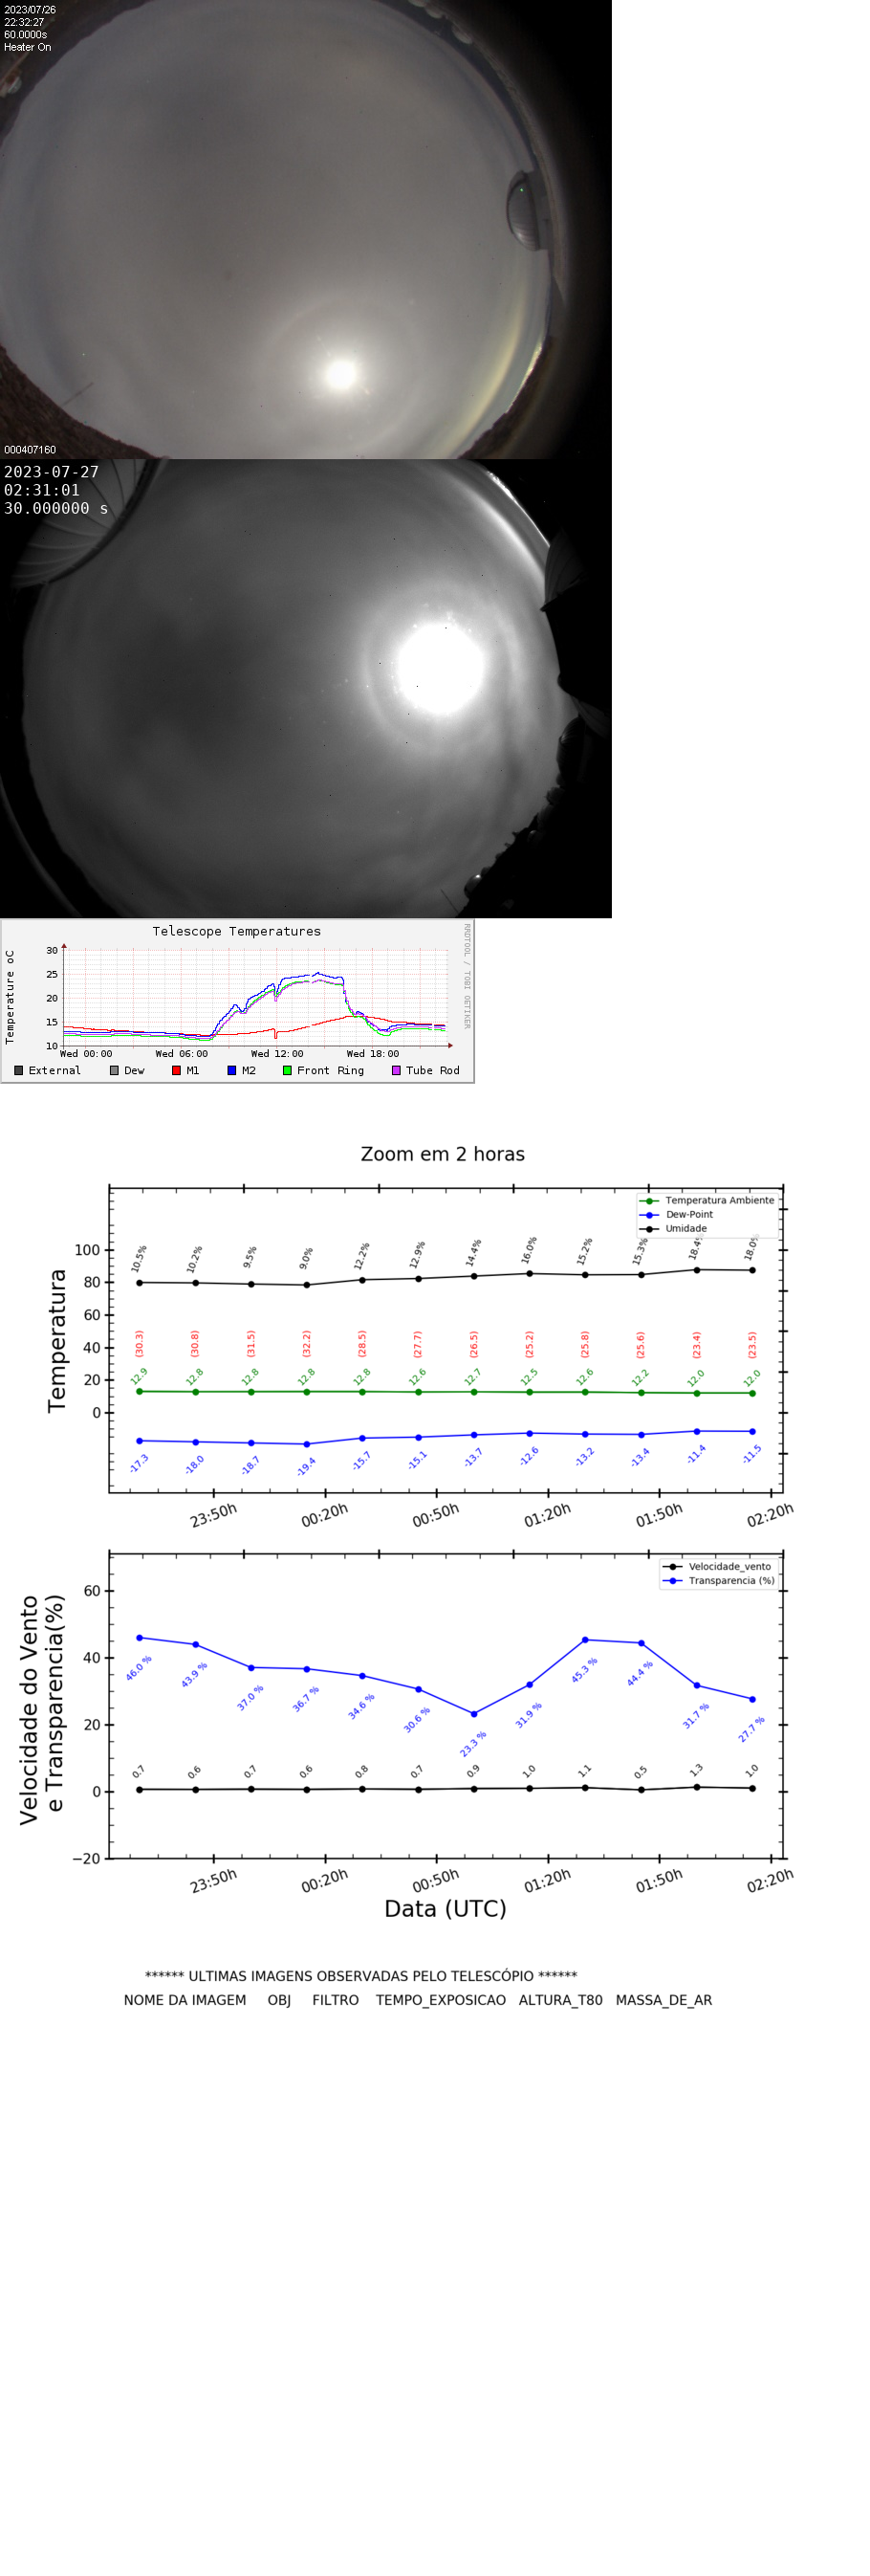 2023/07/26
22:32:27
60.0000s
Heater On
000407160
2023-07-27
02:31:01
30.000000 s
Telescope Temperatures
RRDTOOL / TOBI OETIKER
Temperature oC
30
25
20
15
10
Wed 00:00 Wed 06:00 Wed 12:00 Wed 18:00
External Dew M1 M2 Front Ring Tube Rod
Zoom em 2 horas
Temperatura Ambiente
Dew-Point
Umidade
Temperatura
100
80
60
40
20
0
10.5% 10.2% 9.5% 9.0% 12.2% 12.9% 14.4% 16.0% 15.2% 15.3% 18.4% 18.0%
(30.3) (30.8) (31.5) (32.2) (28.5) (27.7) (26.5) (25.2) (25.8) (25.6) (23.4) (23.5)
12.9 12.8 12.8 12.8 12.8 12.6 12.7 12.5 12.6 12.2 12.0 12.0
-17.3 -18.0 -18.7 -19.4 -15.7 -15.1 -13.7 -12.6 -13.2 -13.4 -11.4 -11.5
23:50h 00:20h 00:50h 01:20h 01:50h 02:20h
Velocidade_vento
Transparencia (%)
Velocidade do Vento
e Transparencia(%)
60
40
20
0
−20
46.0 % 43.9 % 37.0 % 36.7 % 34.6 % 30.6 % 23.3 % 31.9 % 45.3 % 44.4 % 31.7 % 27.7 %
0.7 0.6 0.7 0.6 0.8 0.7 0.9 1.0 1.1 0.5 1.3 1.0
23:50h 00:20h 00:50h 01:20h 01:50h 02:20h
Data (UTC)
****** ULTIMAS IMAGENS OBSERVADAS PELO TELESCÓPIO ******
NOME DA IMAGEM OBJ FILTRO TEMPO_EXPOSICAO ALTURA_T80 MASSA_DE_AR